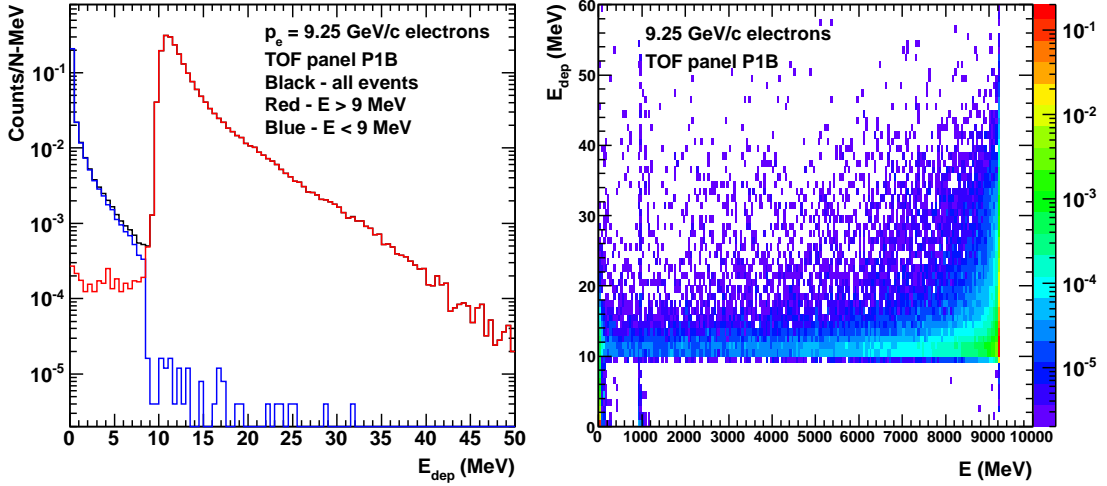 Counts/N-MeV
10⁻¹
10⁻²
10⁻³
10⁻⁴
10⁻⁵
p_e = 9.25 GeV/c electrons
TOF panel P1B
Black - all events
Red - E > 9 MeV
Blue - E < 9 MeV
0 5 10 15 20 25 30 35 40 45 50
E_dep (MeV)
E_dep (MeV)
60
50
40
30
20
10
0
9.25 GeV/c electrons
TOF panel P1B
0 1000 2000 3000 4000 5000 6000 7000 8000 9000 10000
E (MeV)
10⁻¹
10⁻²
10⁻³
10⁻⁴
10⁻⁵